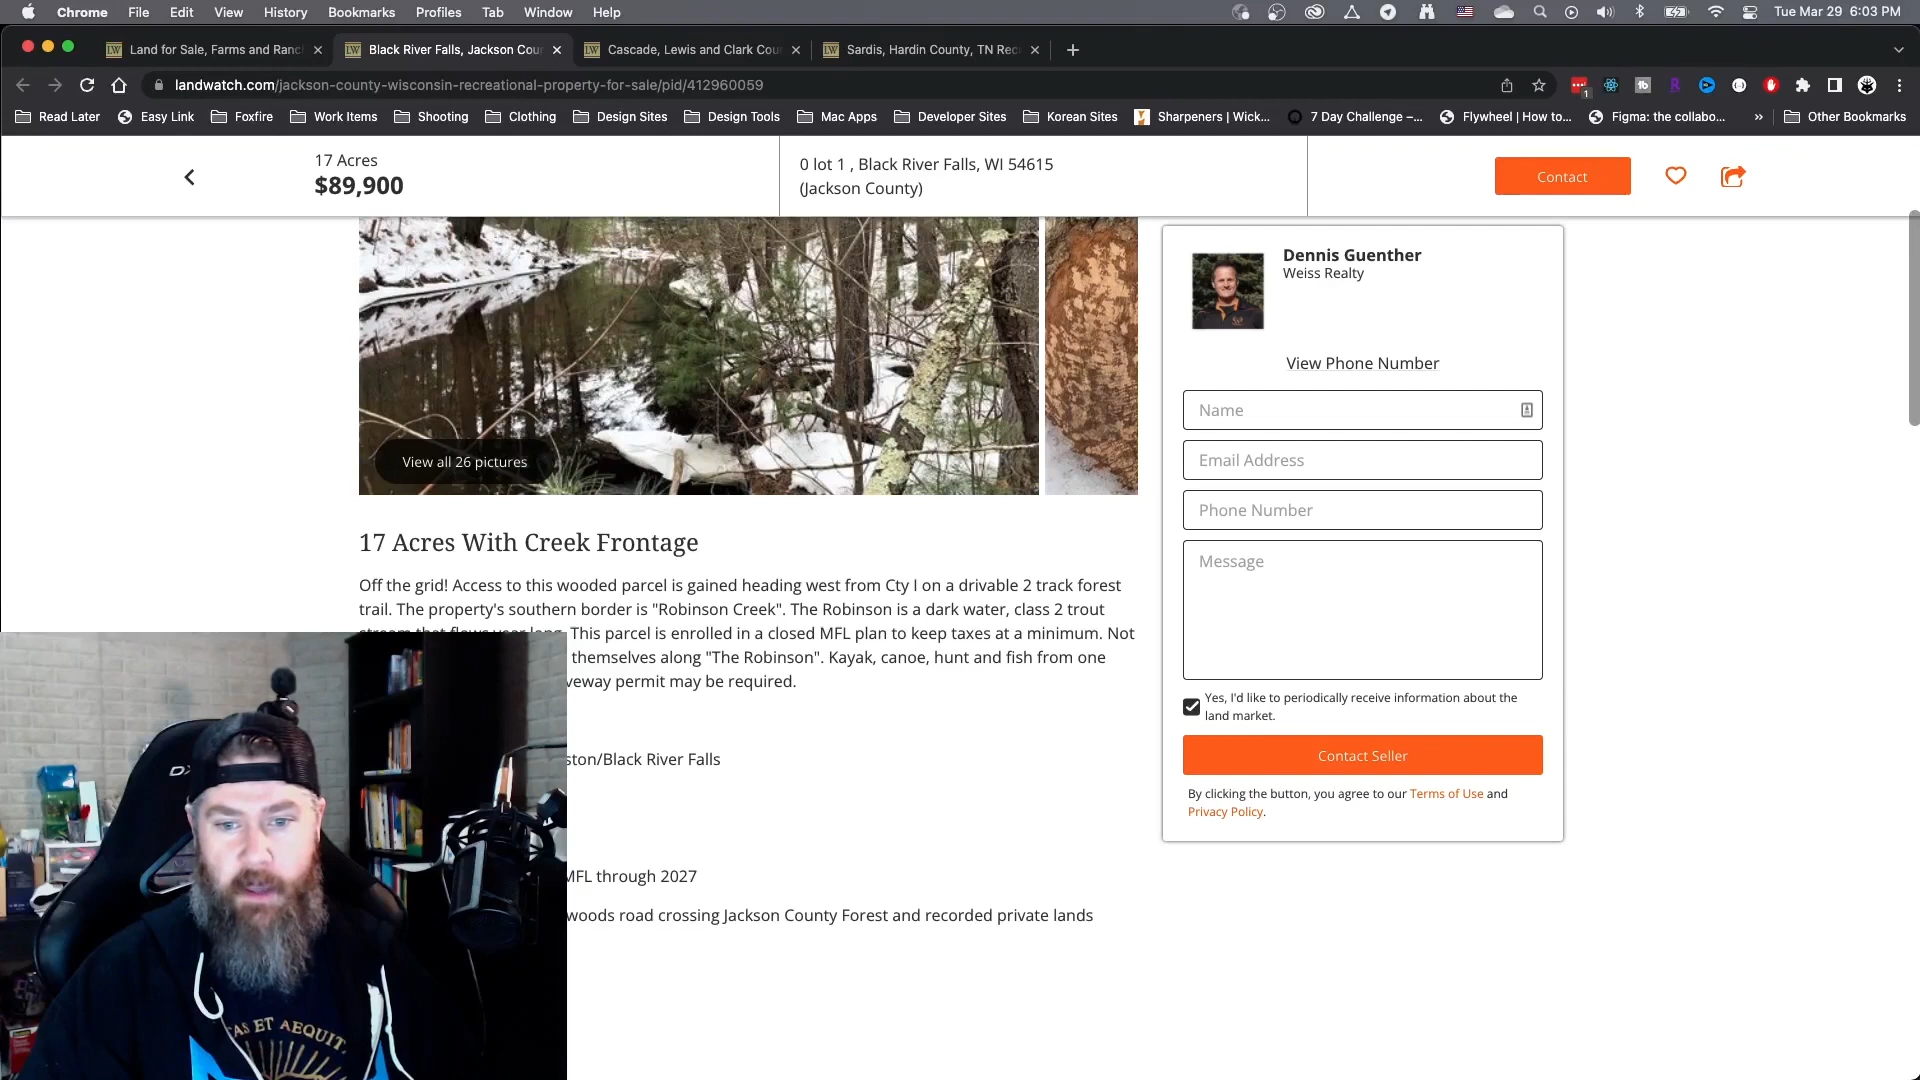 Chrome File Edit View History Bookmarks Profiles Tab Window Help Tue Mar 29 6:03 PM
Land for Sale, Farms and Ranc Black River Falls, Jackson Cour Cascade, Lewis and Clark Cou Sardis, Hardin County, TN Rec
landwatch.com/jackson-county-wisconsin-recreational-property-for-sale/pid/412960059
Read Later Easy Link Foxfire Work Items Shooting Clothing Design Sites Design Tools Mac Apps Developer Sites Korean Sites Sharpeners | Wick... 7 Day Challenge –... Flywheel | How to... Figma: the collabo... » Other Bookmarks
17 Acres
$89,900
0 lot 1 , Black River Falls, WI 54615
(Jackson County)
Contact
View all 26 pictures
17 Acres With Creek Frontage
Off the grid! Access to this wooded parcel is gained heading west from Cty I on a drivable 2 track forest
trail. The property's southern border is "Robinson Creek". The Robinson is a dark water, class 2 trout
stream that flows year long. This parcel is enrolled in a closed MFL plan to keep taxes at a minimum. Not
themselves along "The Robinson". Kayak, canoe, hunt and fish from one
veway permit may be required.
ston/Black River Falls
MFL through 2027
woods road crossing Jackson County Forest and recorded private lands
Dennis Guenther
Weiss Realty
View Phone Number
Name
Email Address
Phone Number
Message
Yes, I'd like to periodically receive information about the
land market.
Contact Seller
By clicking the button, you agree to our Terms of Use and
Privacy Policy.
AS ET AEQUIT